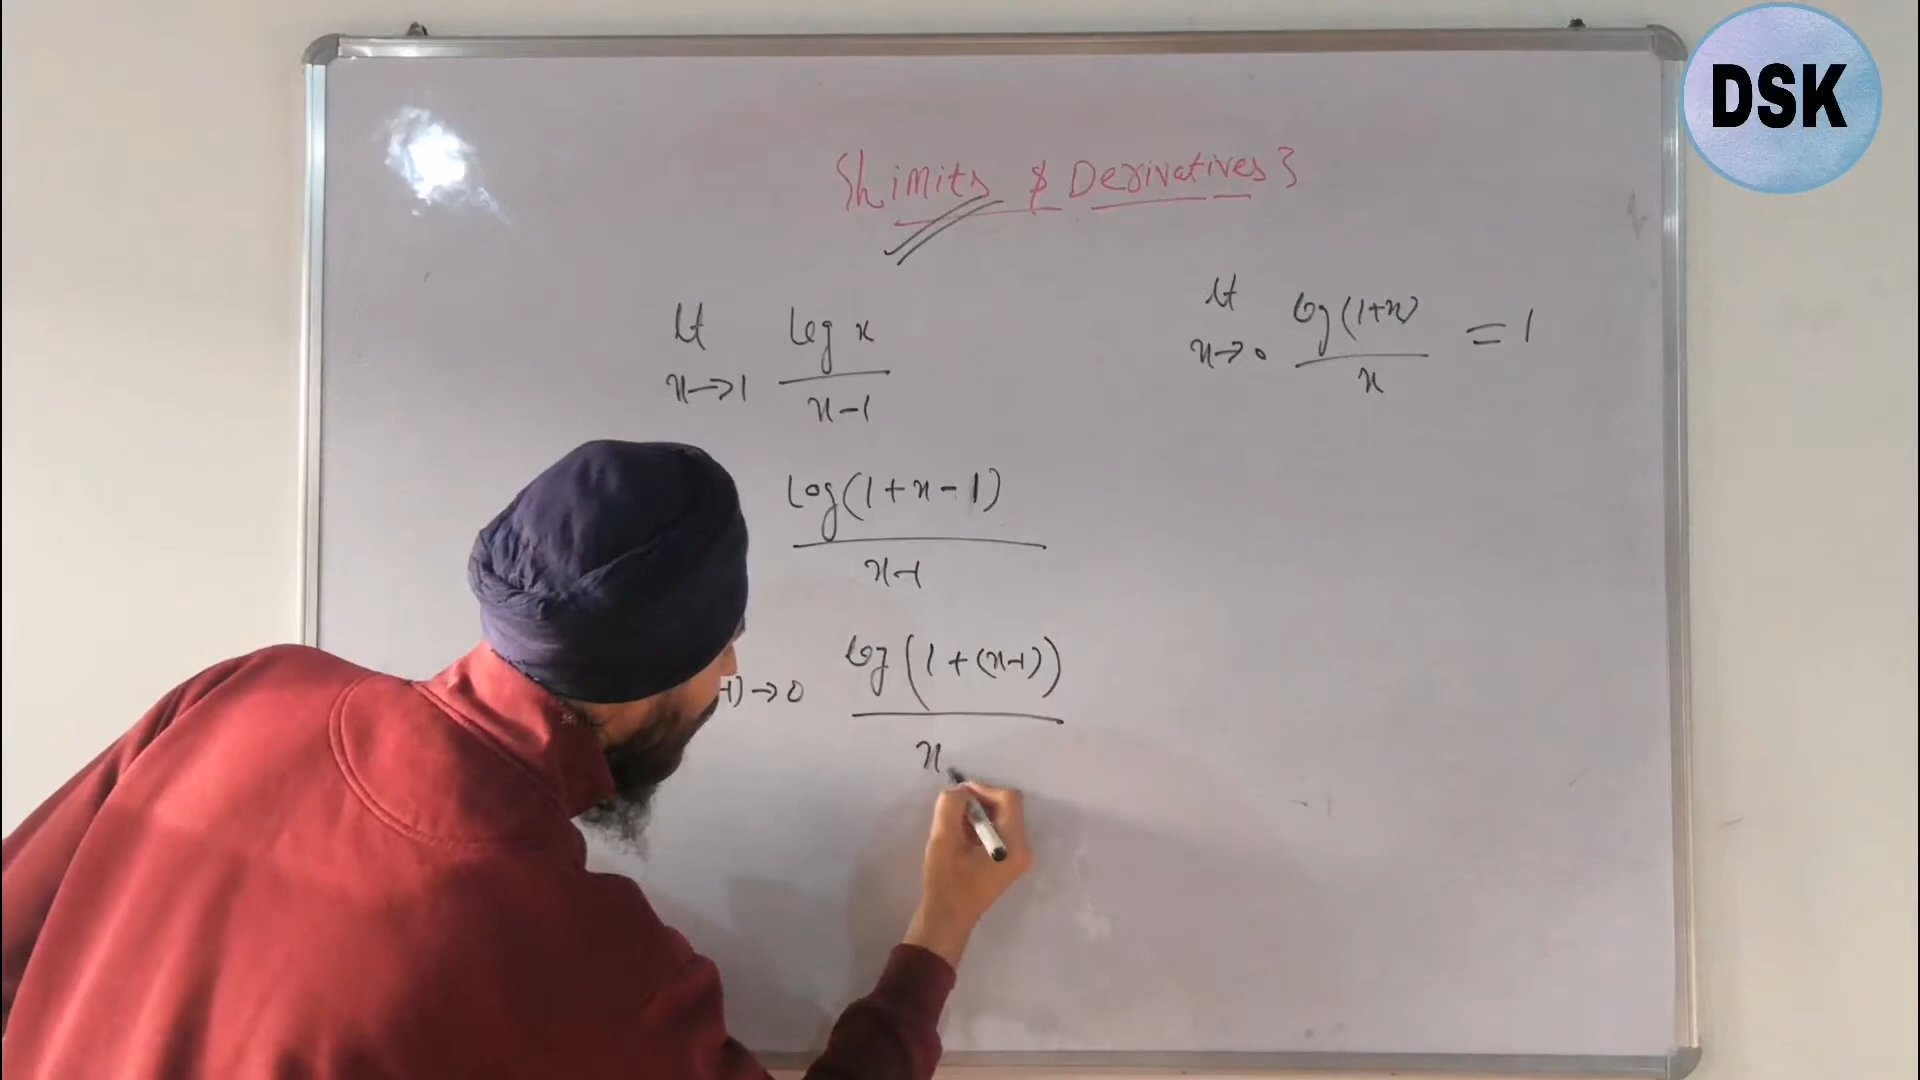 DSK
{Limits & Derivatives}
lt x→1 log x / x-1
lt x→0 log(1+x) / x = 1
log(1+x-1) / x-1
-1)→0 log(1+(x-1)) / x